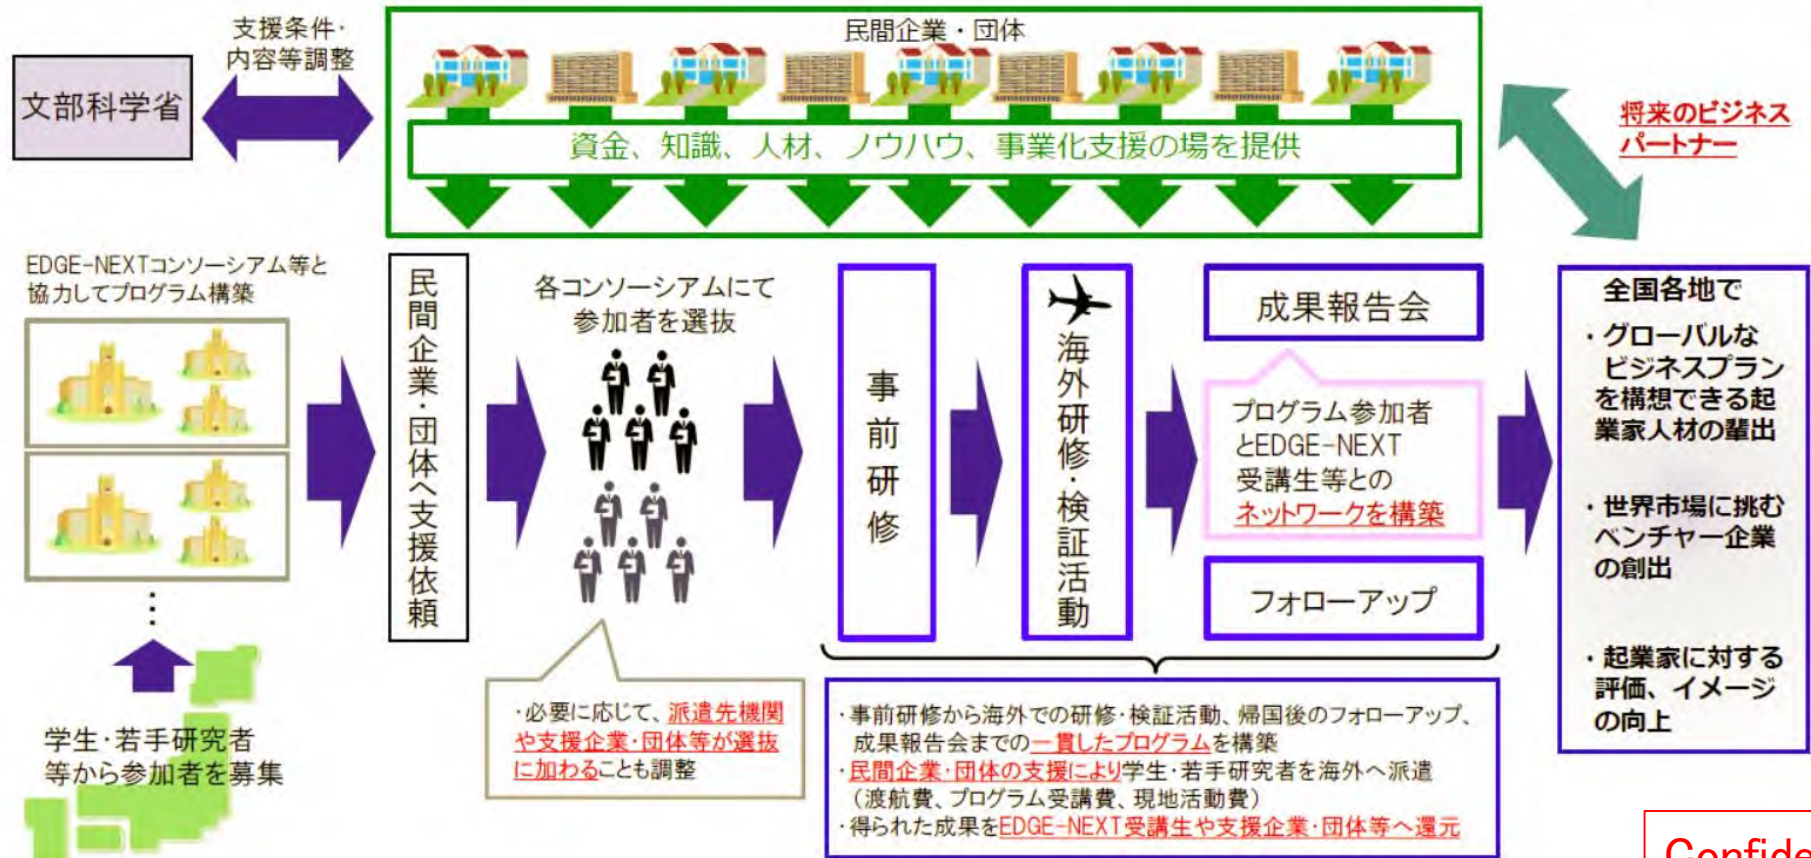 支援条件・
内容等調整
文部科学省
民間企業・団体
資金、知識、人材、ノウハウ、事業化支援の場を提供
将来のビジネス
パートナー
EDGE-NEXTコンソーシアム等と
協力してプログラム構築
学生・若手研究者
等から参加者を募集
民間企業・団体へ支援依頼
各コンソーシアムにて
参加者を選抜
・必要に応じて、派遣先機関
や支援企業・団体等が選抜
に加わることも調整
事前研修
海外研修・検証活動
成果報告会
プログラム参加者
とEDGE-NEXT
受講生等との
ネットワークを構築
フォローアップ
・事前研修から海外での研修・検証活動、帰国後のフォローアップ、
成果報告会までの一貫したプログラムを構築
・民間企業・団体の支援により学生・若手研究者を海外へ派遣
（渡航費、プログラム受講費、現地活動費）
・得られた成果をEDGE-NEXT受講生や支援企業・団体等へ還元
全国各地で
・グローバルな
ビジネスプラン
を構想できる起
業家人材の輩出
・世界市場に挑む
ベンチャー企業
の創出
・起業家に対する
評価、イメージ
の向上